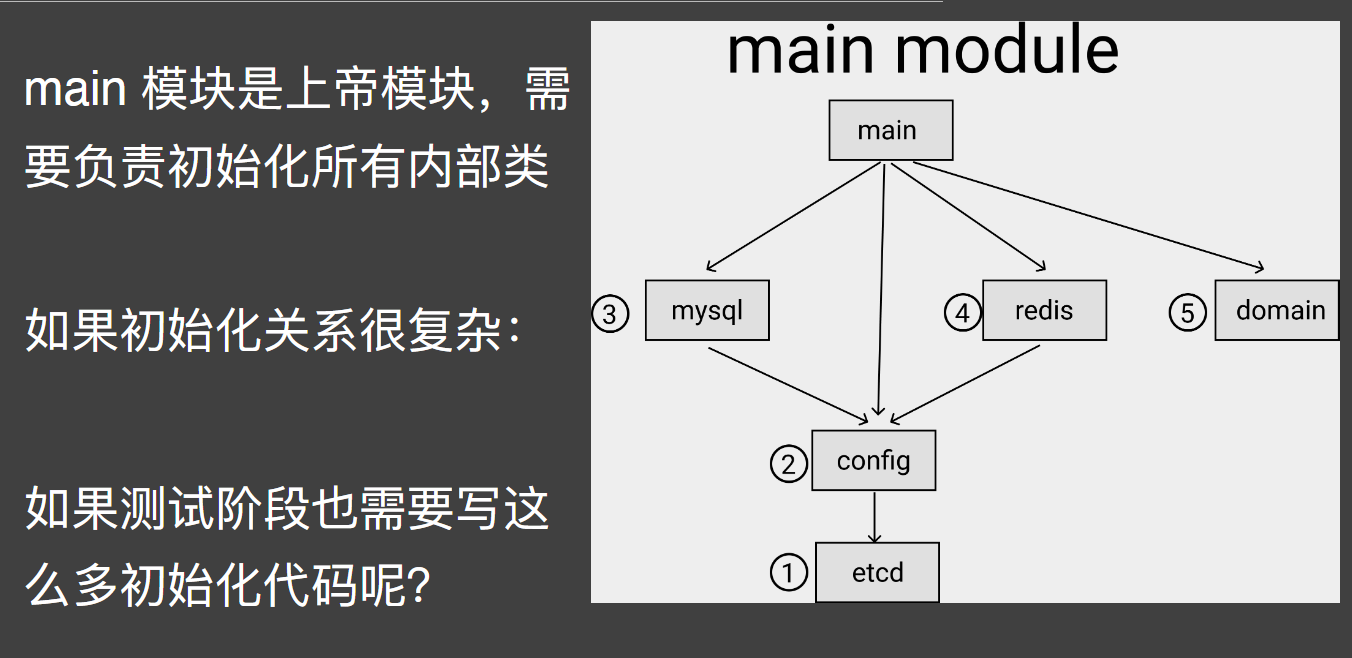 main 模块是上帝模块，需
要负责初始化所有内部类
如果初始化关系很复杂：
如果测试阶段也需要写这
么多初始化代码呢？
main module
main
③ mysql
④ redis
⑤ domain
② config
① etcd